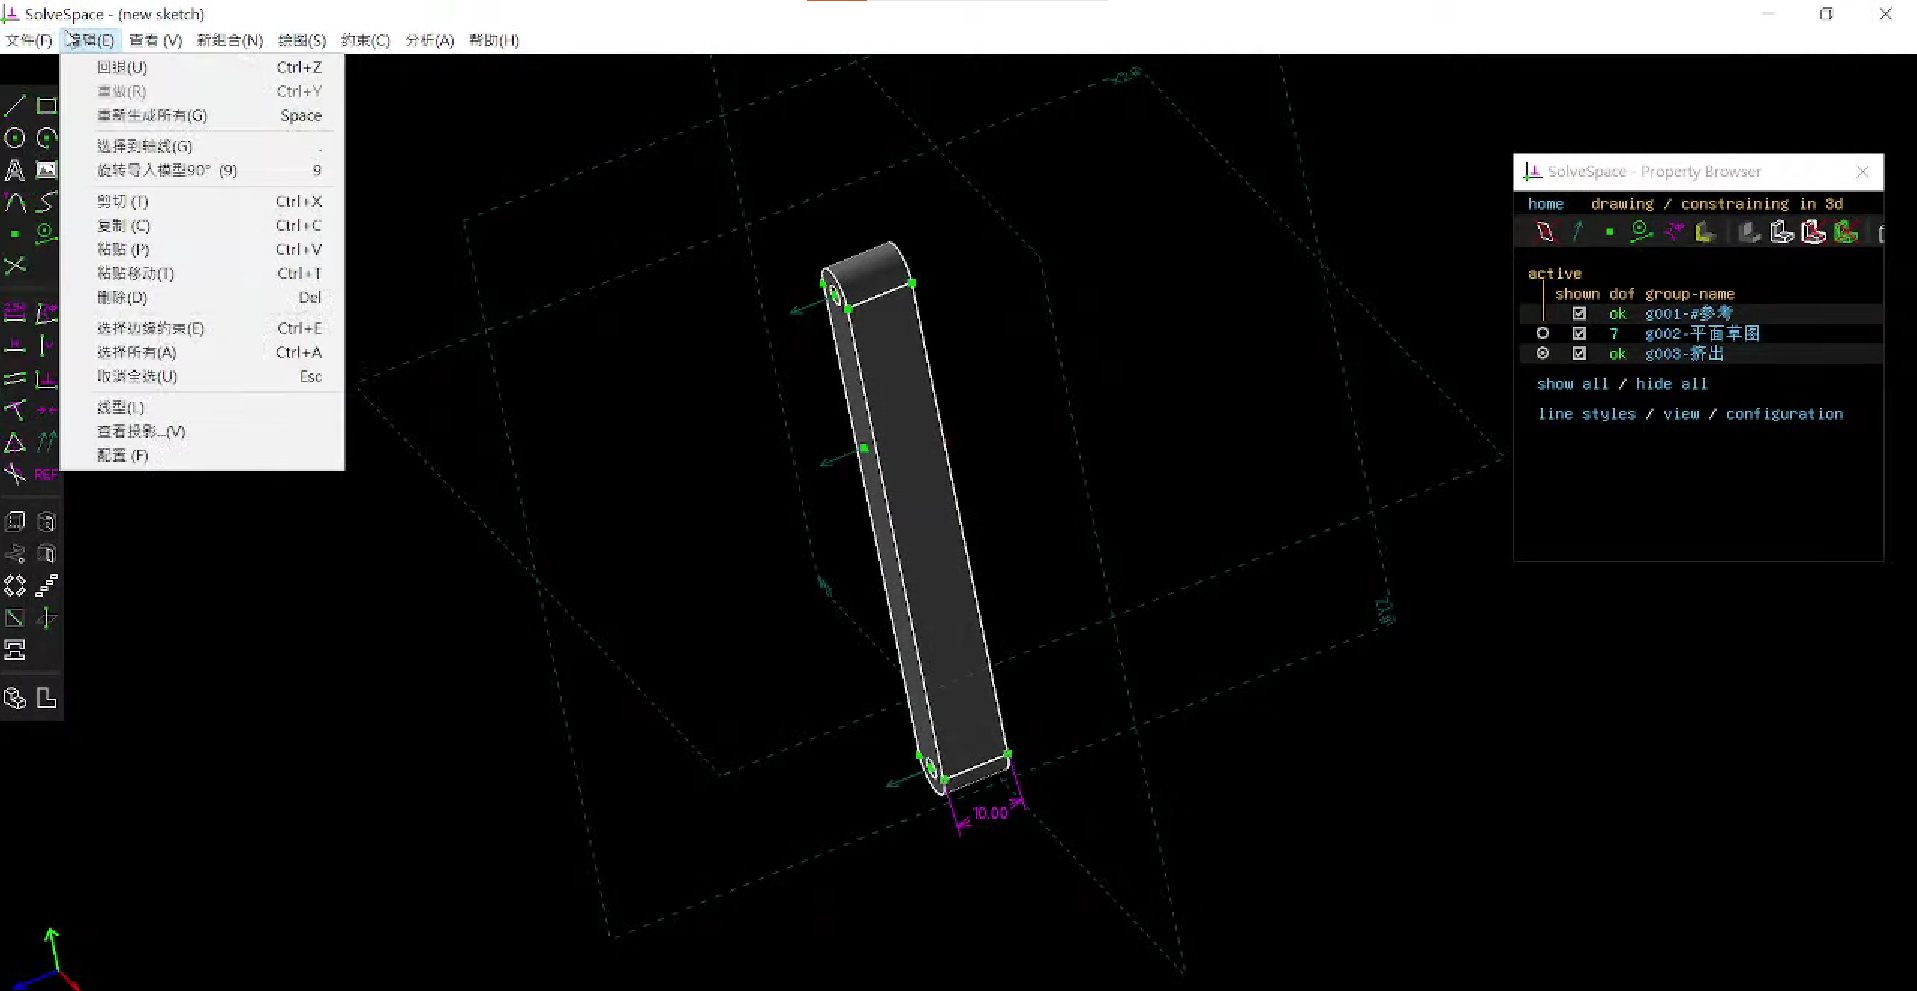 SolveSpace - (new sketch)
文件(F) 编辑(E) 查看 (V) 新组合(N) 绘图(S) 约束(C) 分析(A) 帮助(H)
回退(U) Ctrl+Z
重做(R) Ctrl+Y
重新生成所有(G) Space
选择到轴线(G) .
旋转导入模型90° (9) 9
剪切 (T) Ctrl+X
复制 (C) Ctrl+C
粘贴 (P) Ctrl+V
粘贴移动(T) Ctrl+T
删除(D) Del
选择边缘约束(E) Ctrl+E
选择所有(A) Ctrl+A
取消全选(U) Esc
线型(L)
查看投影...(V)
配置 (F)
REF
10.00
SolveSpace - Property Browser
home drawing / constraining in 3d
active
shown dof group-name
ok g001-#参考
7 g002-平面草图
ok g003-挤出
show all / hide all
line styles / view / configuration